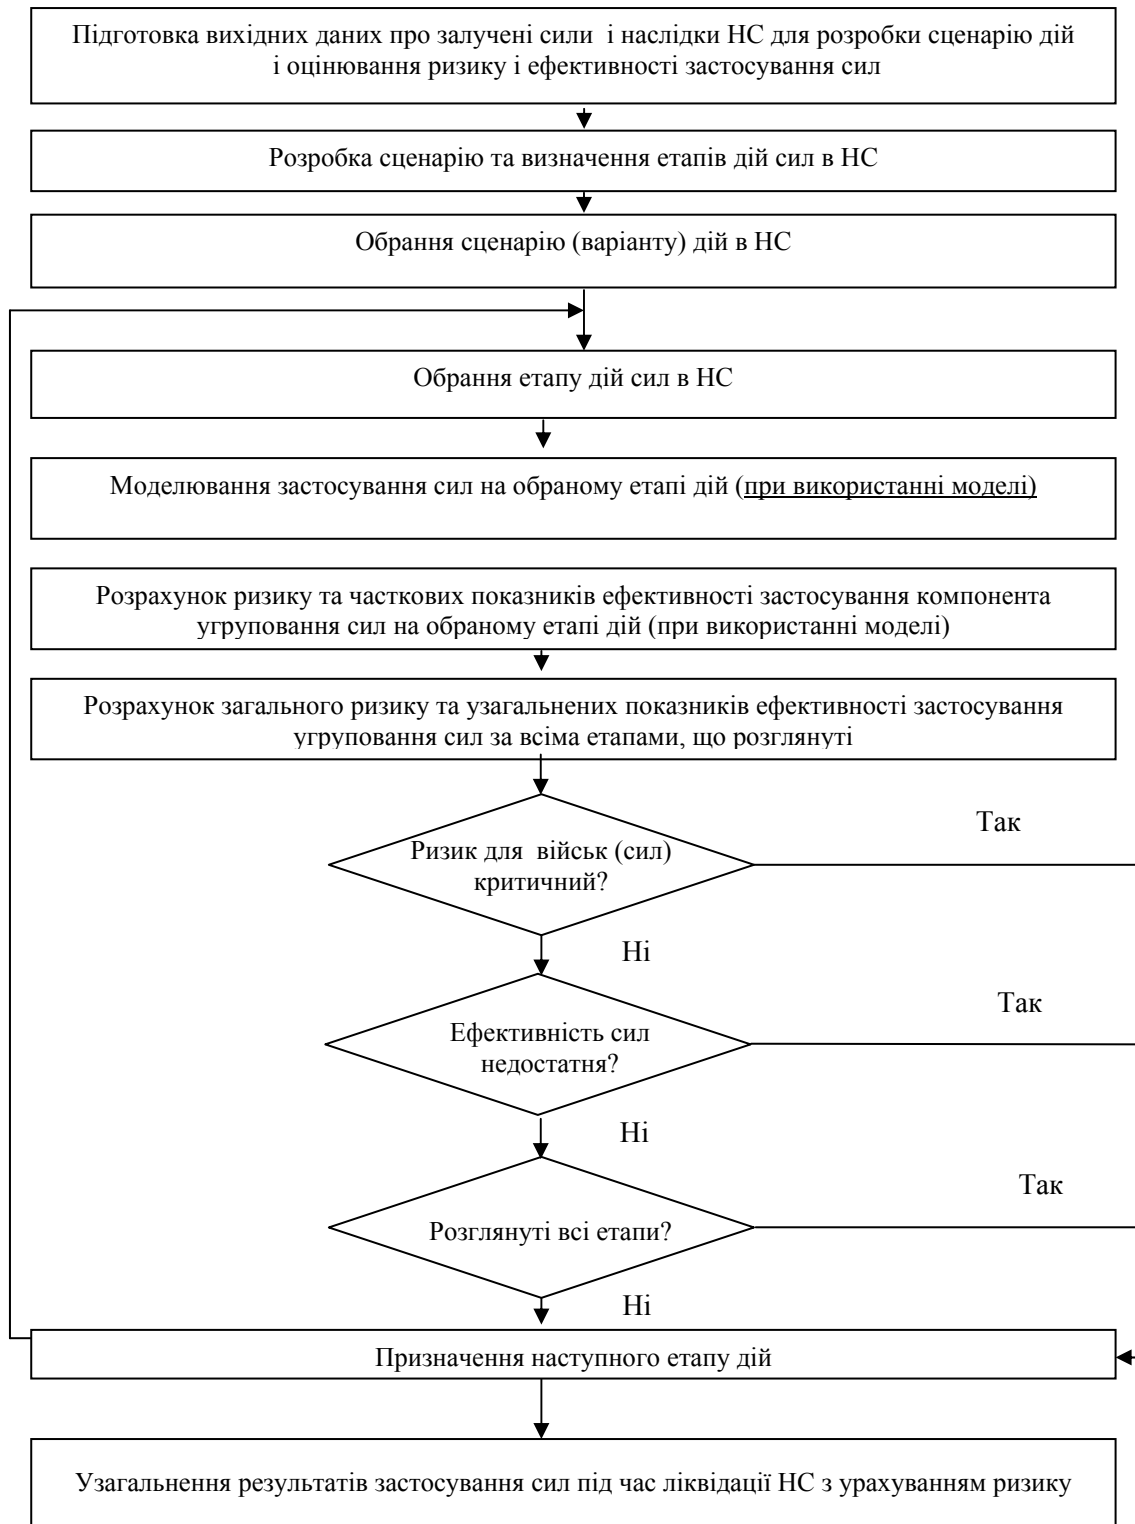 Підготовка вихідних даних про залучені сили і наслідки НС для розробки сценарію дій
і оцінювання ризику і ефективності застосування сил
Розробка сценарію та визначення етапів дій сил в НС
Обрання сценарію (варіанту) дій в НС
Обрання етапу дій сил в НС
Моделювання застосування сил на обраному етапі дій (при використанні моделі)
Розрахунок ризику та часткових показників ефективності застосування компонента
угруповання сил на обраному етапі дій (при використанні моделі)
Розрахунок загального ризику та узагальнених показників ефективності застосування
угруповання сил за всіма етапами, що розглянуті
Так
Ризик для військ (сил)
критичний?
Ні
Так
Ефективність сил
недостатня?
Ні
Так
Розглянуті всі етапи?
Ні
Призначення наступного етапу дій
Узагальнення результатів застосування сил під час ліквідації НС з урахуванням ризику